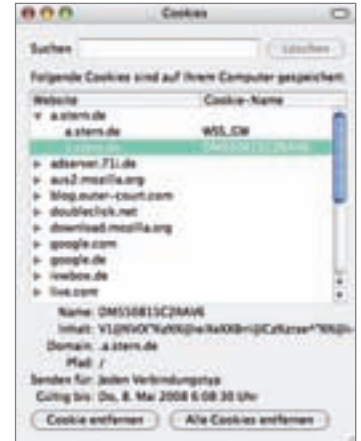 Cookies
Suchen
Löschen
Folgende Cookies sind auf Ihrem Computer gespeichert:
Website Cookie-Name
a.stern.de
a.stern.de WSS_GW
adserver.71i.de
aus2.mozilla.org
blog.outer-court.com
doubleclick.net
download.mozilla.org
google.com
google.de
ivwbox.de
live.com
Name: DM550815C2NAV6
Inhalt:
Domain: .a.stern.de
Pfad: /
Senden für: Jeden Verbindungstyp
Gültig bis: Do, 8. Mai 2008 6:08:30 Uhr
Cookie entfernen
Alle Cookies entfernen